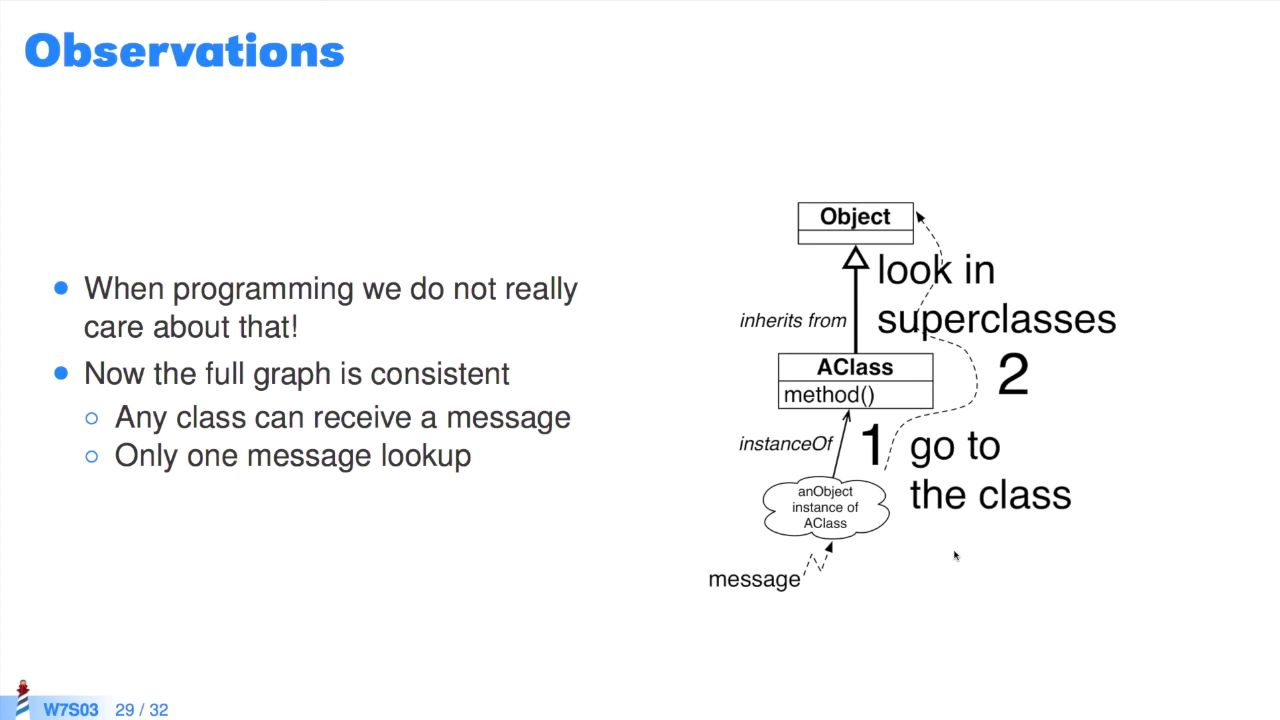 Observations
When programming we do not really
care about that!
Now the full graph is consistent
Any class can receive a message
Only one message lookup
Object
look in
superclasses
inherits from
2
AClass
method()
instanceOf
1
go to
the class
anObject
instance of
AClass
message
W7S03 29 / 32